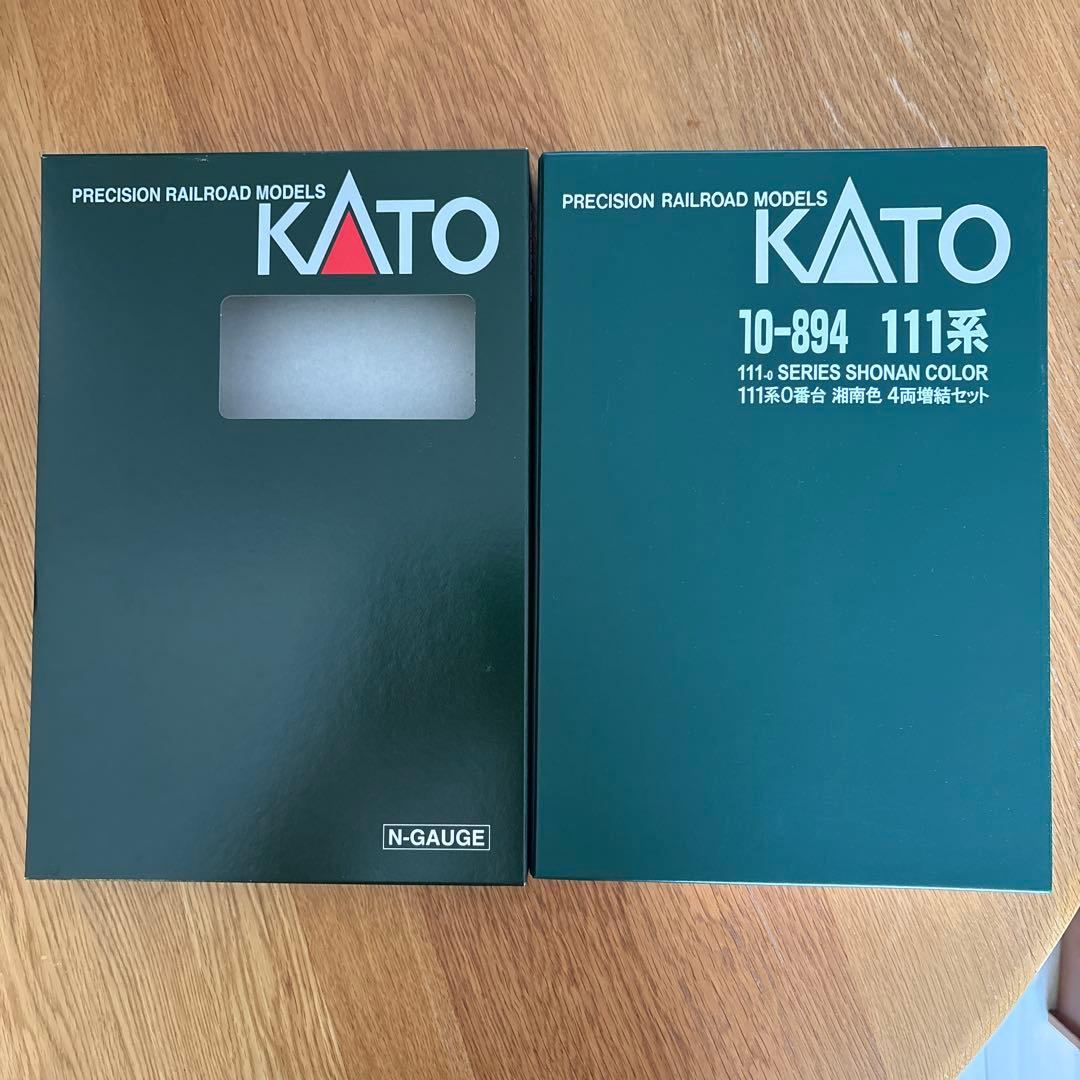 PRECISION RAILROAD MODELS
KATO
N-GAUGE
PRECISION RAILROAD MODELS
KATO
10-894 111系
111-0 SERIES SHONAN COLOR
111系0番台 湘南色 4両増結セット